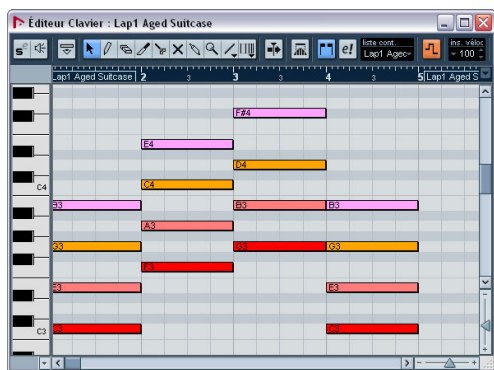 Éditeur Clavier : Lap1 Aged Suitcase
liste cont. ins. véloc
Lap1 Agec 100
Lap1 Aged Suitcase 2 3 3 3 4 3 5 Lap1 Aged S
F#4
E4
D4
C4 C4
B3 B3 B3
A3
G3 G3 G3
F3
E3 E3
C3 C3 C3